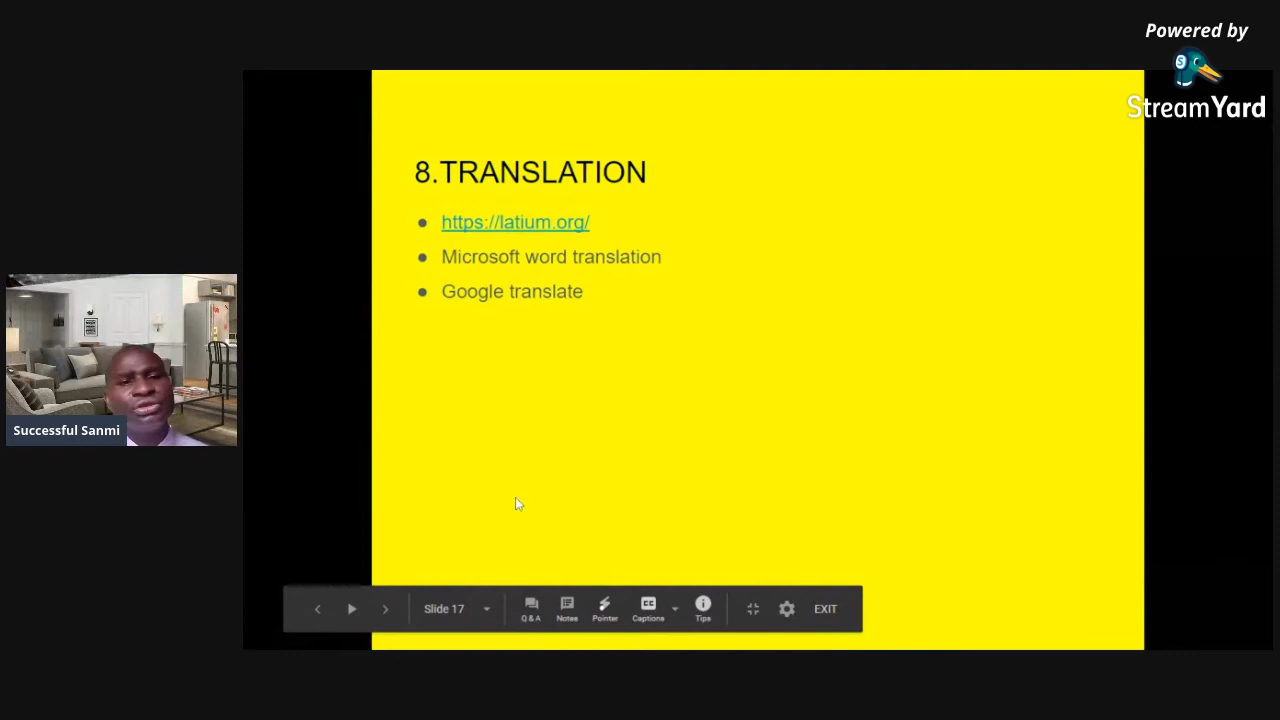 Powered by
StreamYard
8.TRANSLATION
https://latium.org/
Microsoft word translation
Google translate
Successful Sanmi
Slide 17
Q & A
Notes
Pointer
Captions
Tips
EXIT